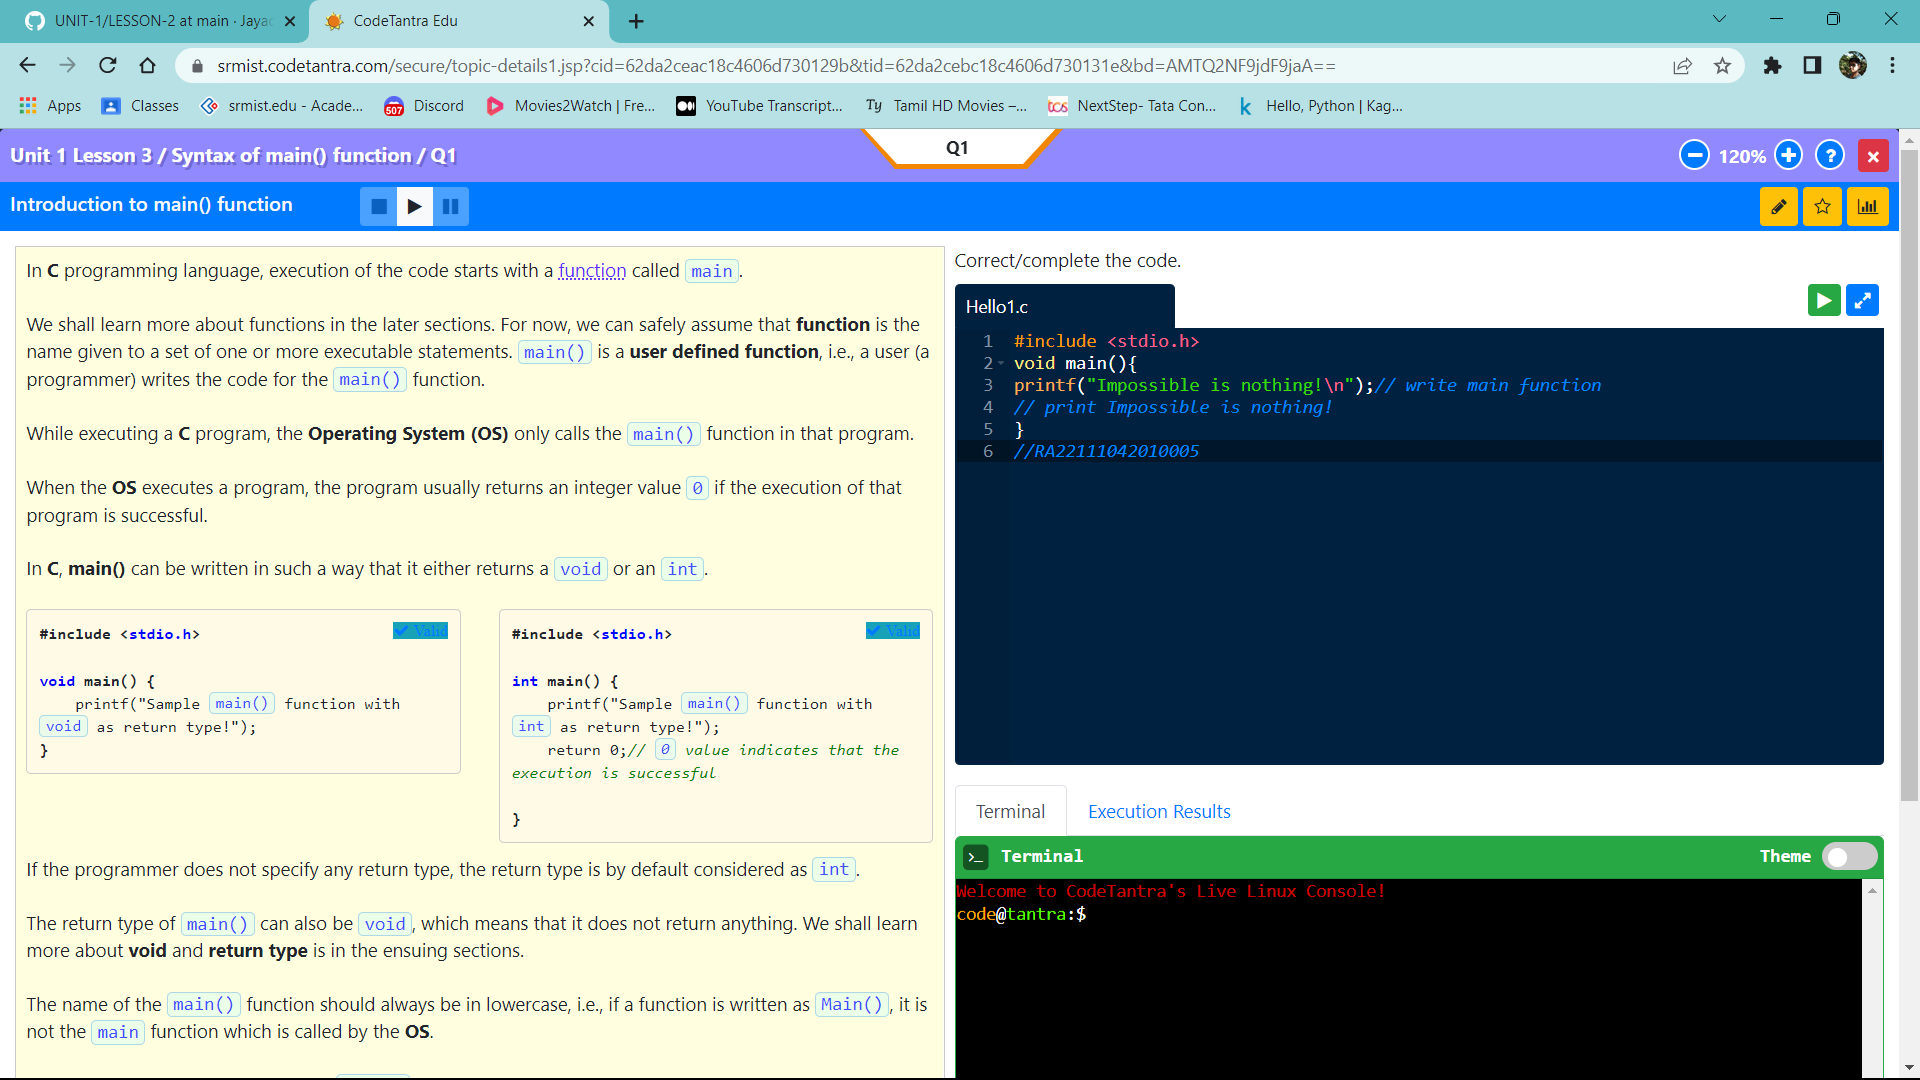 UNIT-1/LESSON-2 at main · Jayac
CodeTantra Edu
srmist.codetantra.com/secure/topic-details1.jsp?cid=62da2ceac18c4606d730129b&tid=62da2cebc18c4606d730131e&bd=AMTQ2NF9jdF9jaA==
Apps
Classes
srmist.edu - Acade...
507
Discord
Movies2Watch | Fre...
YouTube Transcript...
Ty
Tamil HD Movies –...
tcs
NextStep- Tata Con...
k
Hello, Python | Kag...
Unit 1 Lesson 3 / Syntax of main() function / Q1
Q1
120%
?
Introduction to main() function
In C programming language, execution of the code starts with a function called main.
We shall learn more about functions in the later sections. For now, we can safely assume that function is the
name given to a set of one or more executable statements. main() is a user defined function, i.e., a user (a
programmer) writes the code for the main() function.
While executing a C program, the Operating System (OS) only calls the main() function in that program.
When the OS executes a program, the program usually returns an integer value 0 if the execution of that
program is successful.
In C, main() can be written in such a way that it either returns a void or an int.
#include <stdio.h>
Valid
void main() {
printf("Sample main() function with
void as return type!");
}
#include <stdio.h>
Valid
int main() {
printf("Sample main() function with
int as return type!");
return 0;// 0 value indicates that the
execution is successful
}
If the programmer does not specify any return type, the return type is by default considered as int.
The return type of main() can also be void, which means that it does not return anything. We shall learn
more about void and return type is in the ensuing sections.
The name of the main() function should always be in lowercase, i.e., if a function is written as Main(), it is
not the main function which is called by the OS.
Correct/complete the code.
Hello1.c
1 #include <stdio.h>
2 void main(){
3 printf("Impossible is nothing!\n");// write main function
4 // print Impossible is nothing!
5 }
6 //RA22111042010005
Terminal
Execution Results
Terminal
Theme
Welcome to CodeTantra's Live Linux Console!
code@tantra:$